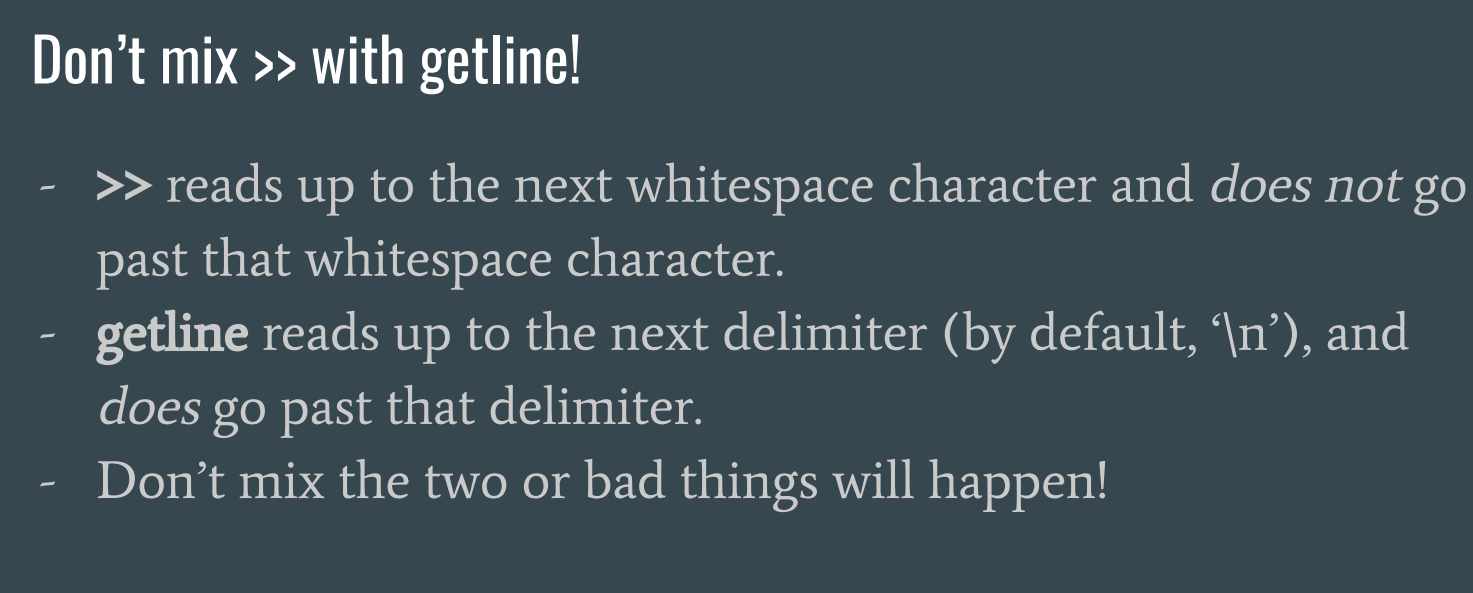 Don’t mix >> with getline!
- >> reads up to the next whitespace character and does not go
past that whitespace character.
- getline reads up to the next delimiter (by default, ‘\n’), and
does go past that delimiter.
- Don’t mix the two or bad things will happen!